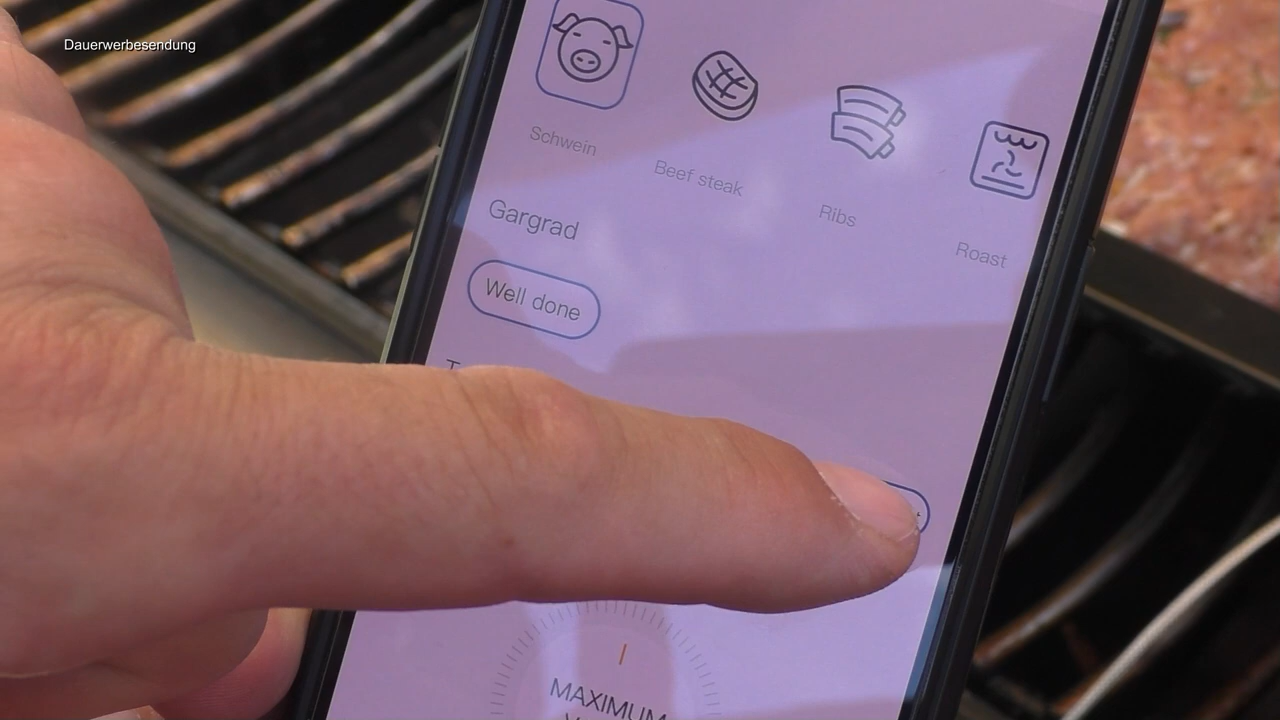 Dauerwerbesendung
Schwein
Beef steak
Ribs
Roast
Gargrad
Well done
MAXIMUM